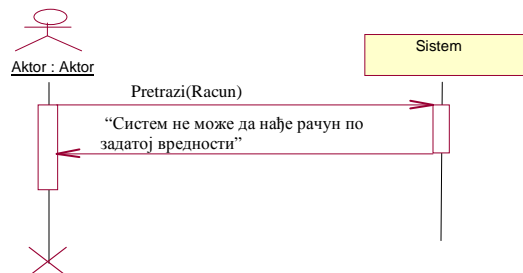 Sistem
Aktor : Aktor
Pretrazi(Racun)
“Систем не може да нађе рачун по
задатој вредности”